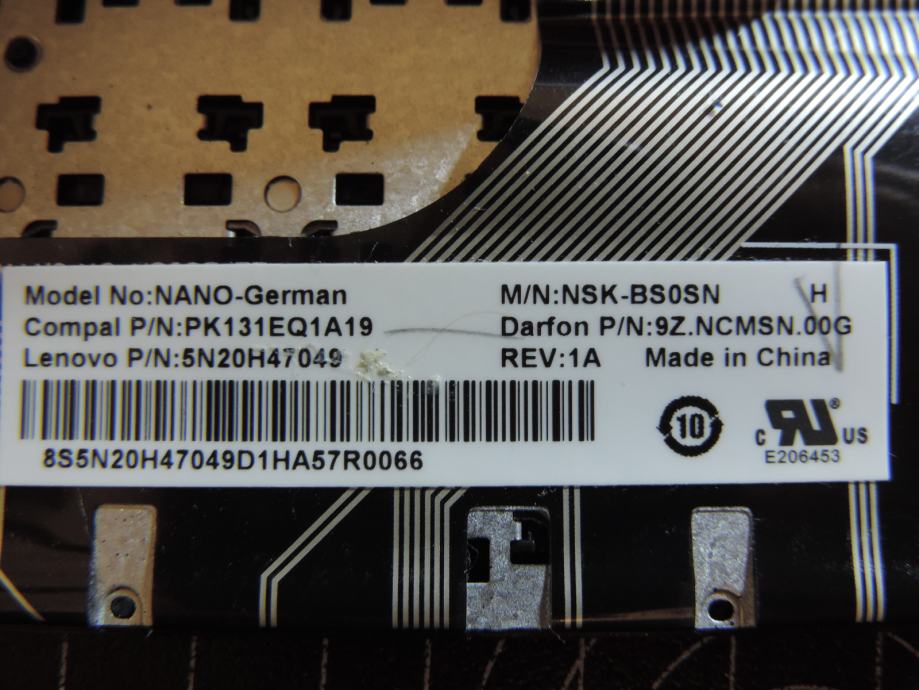 Model No:NANO-German M/N:NSK-BS0SN H
Compal P/N:PK131EQ1A19 Darfon P/N:9Z.NCMSN.00G
Lenovo P/N:5N20H47049 REV:1A Made in China
8S5N20H47049D1HA57R0066
10
c RU ® US
E206453